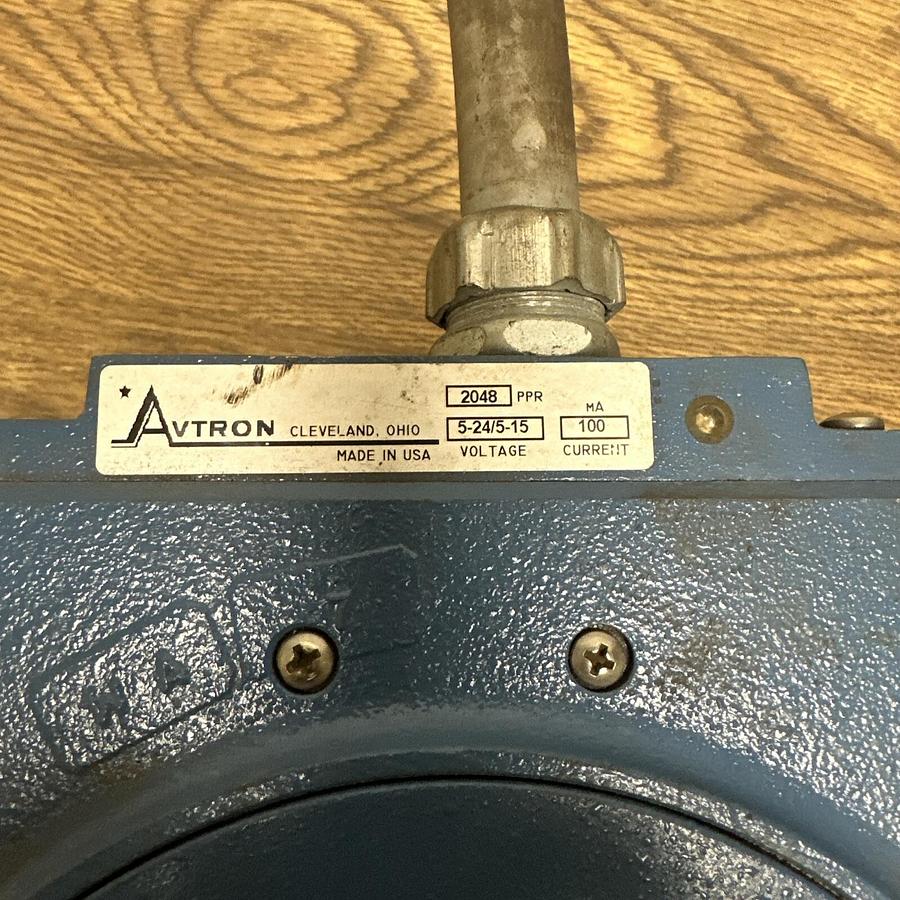 AVTRON CLEVELAND, OHIO
MADE IN USA
2048 PPR
5-24/5-15
VOLTAGE
MA
100
CURRENT